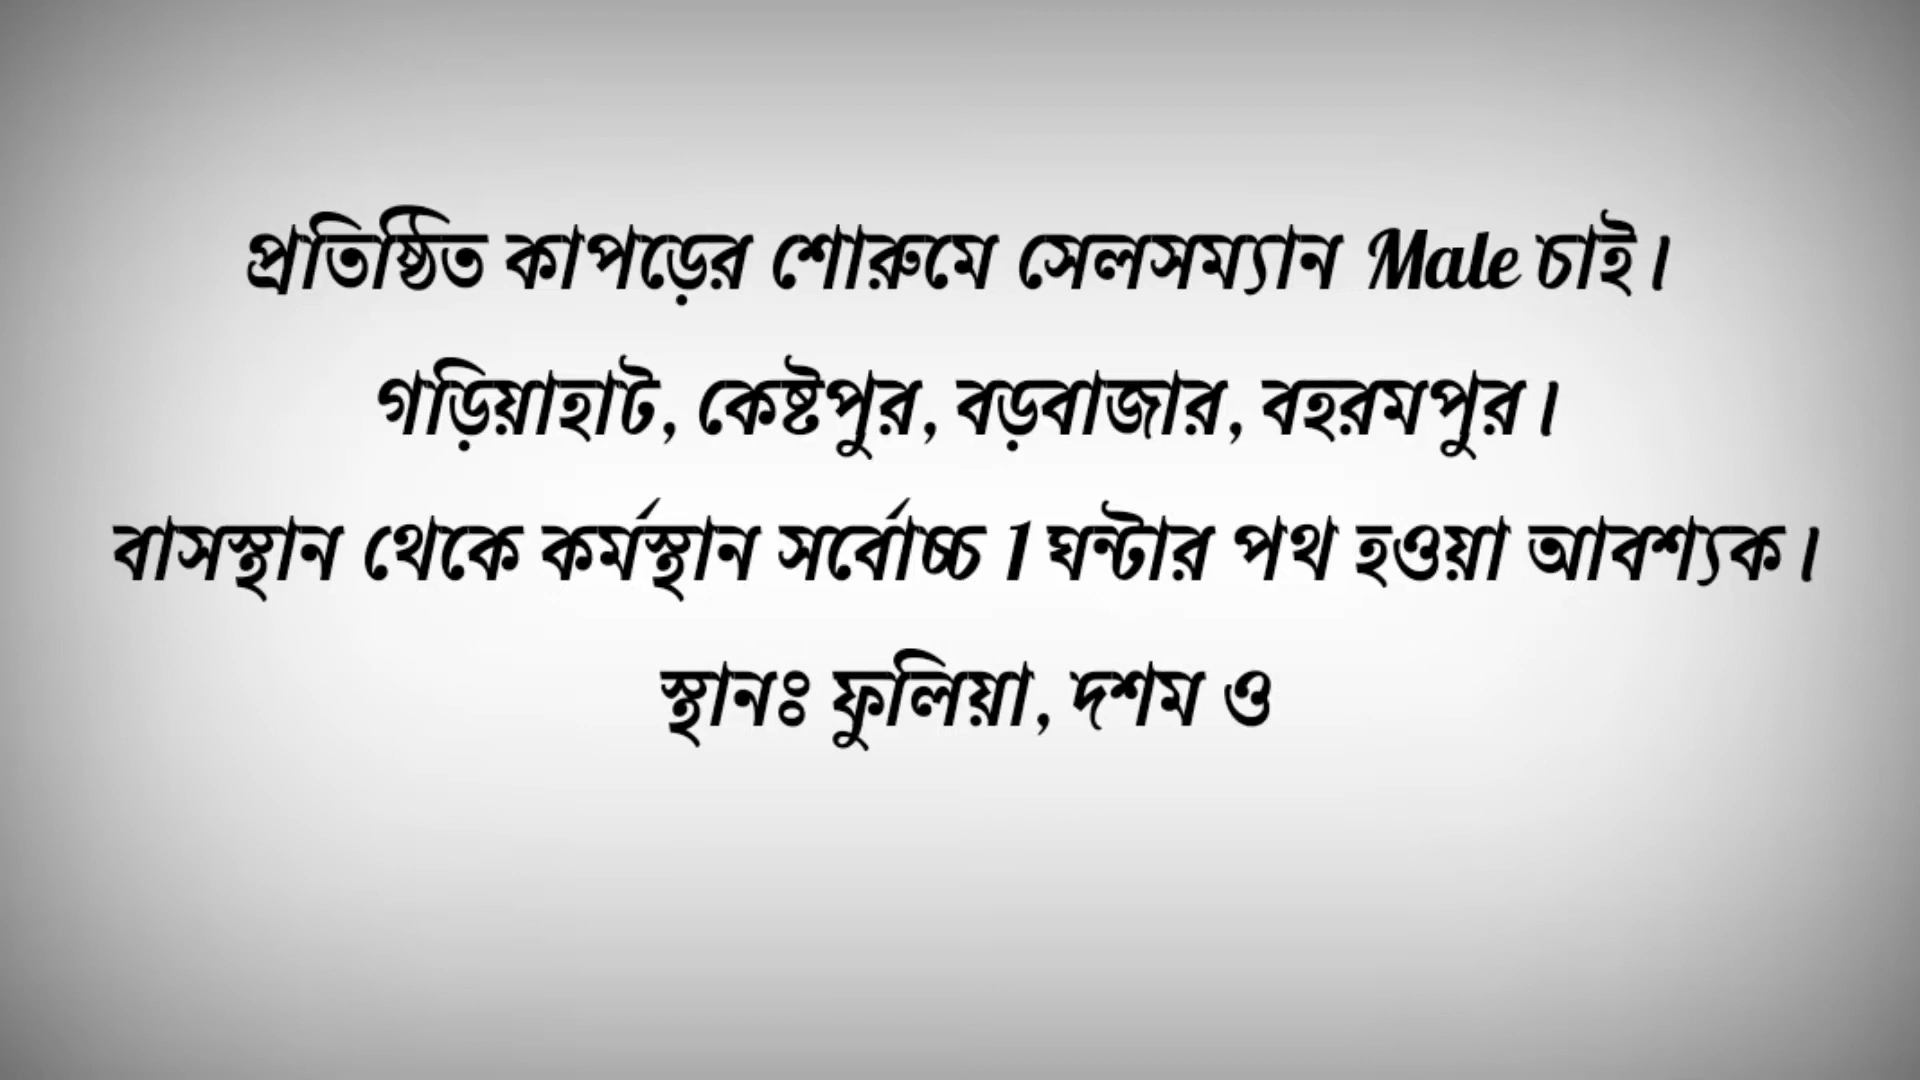 প্রতিষ্ঠিত কাপড়ের শোরুমে সেলসম্যান Male চাই।
গড়িয়াহাট, কেষ্টপুর, বড়বাজার, বহরমপুর।
বাসস্থান থেকে কর্মস্থান সর্বোচ্চ 1 ঘন্টার পথ হওয়া আবশ্যক।
স্থানঃ ফুলিয়া, দশম ও